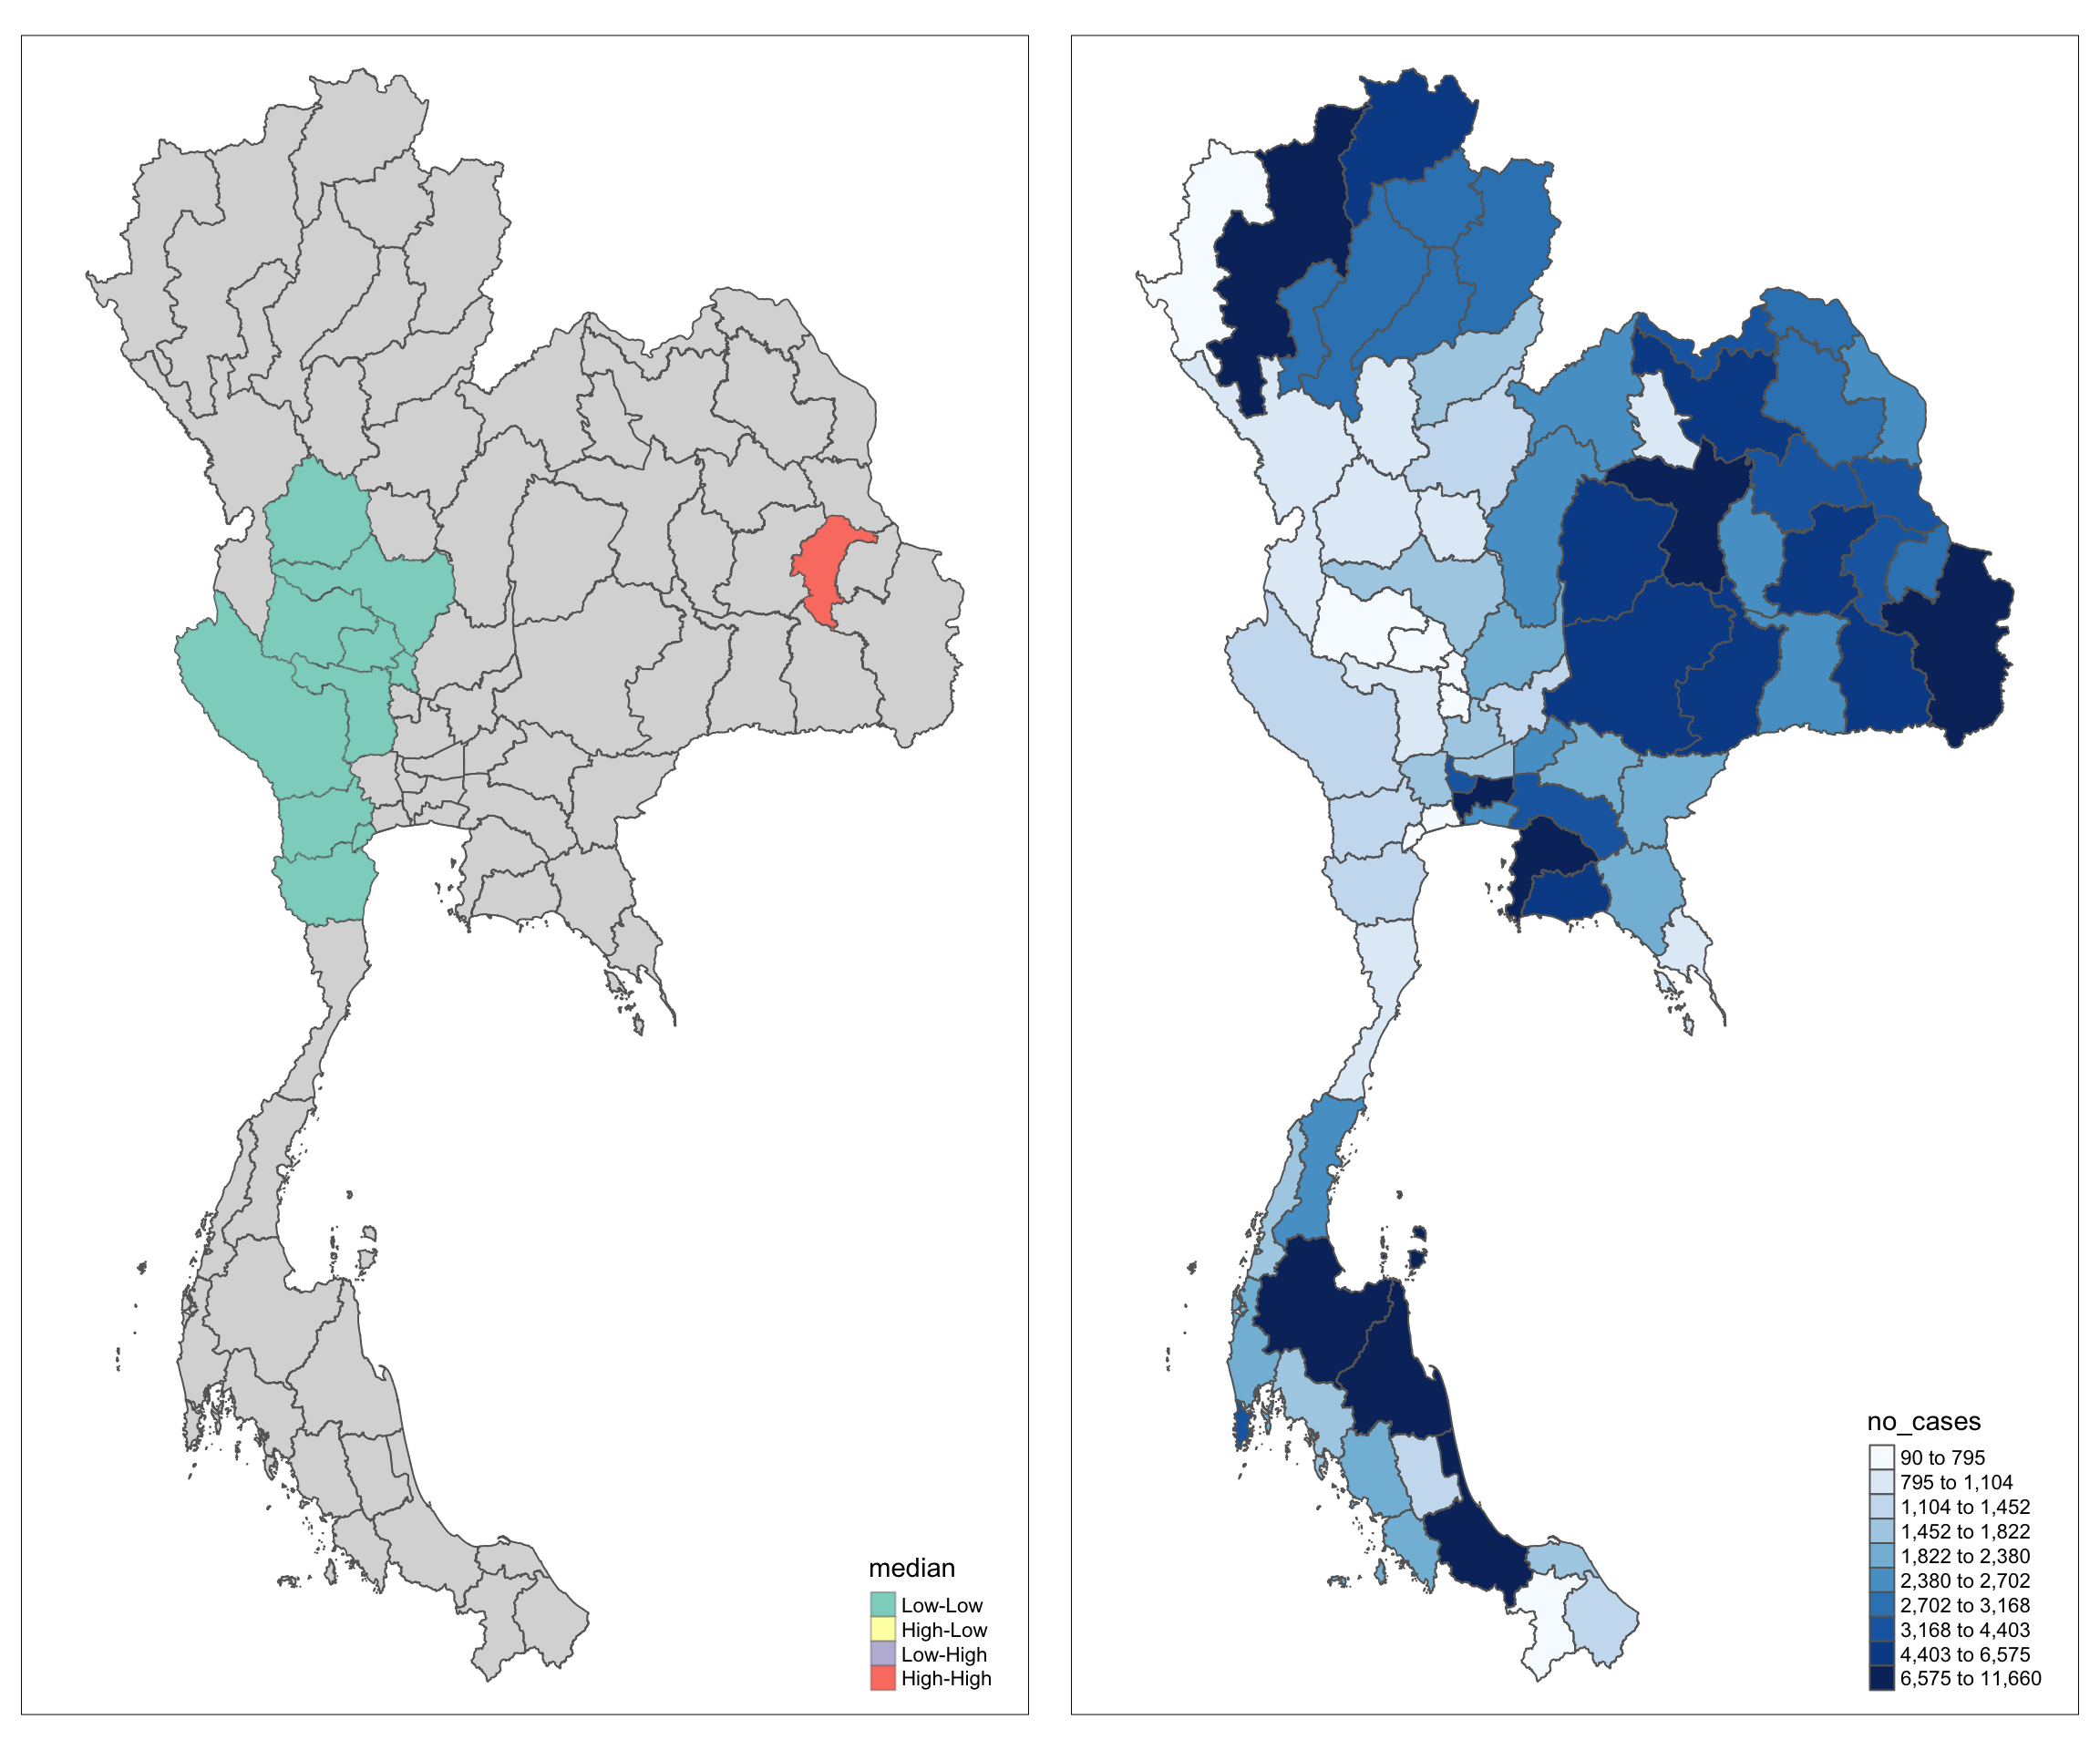 median
Low-Low
High-Low
Low-High
High-High
no_cases
90 to 795
795 to 1,104
1,104 to 1,452
1,452 to 1,822
1,822 to 2,380
2,380 to 2,702
2,702 to 3,168
3,168 to 4,403
4,403 to 6,575
6,575 to 11,660